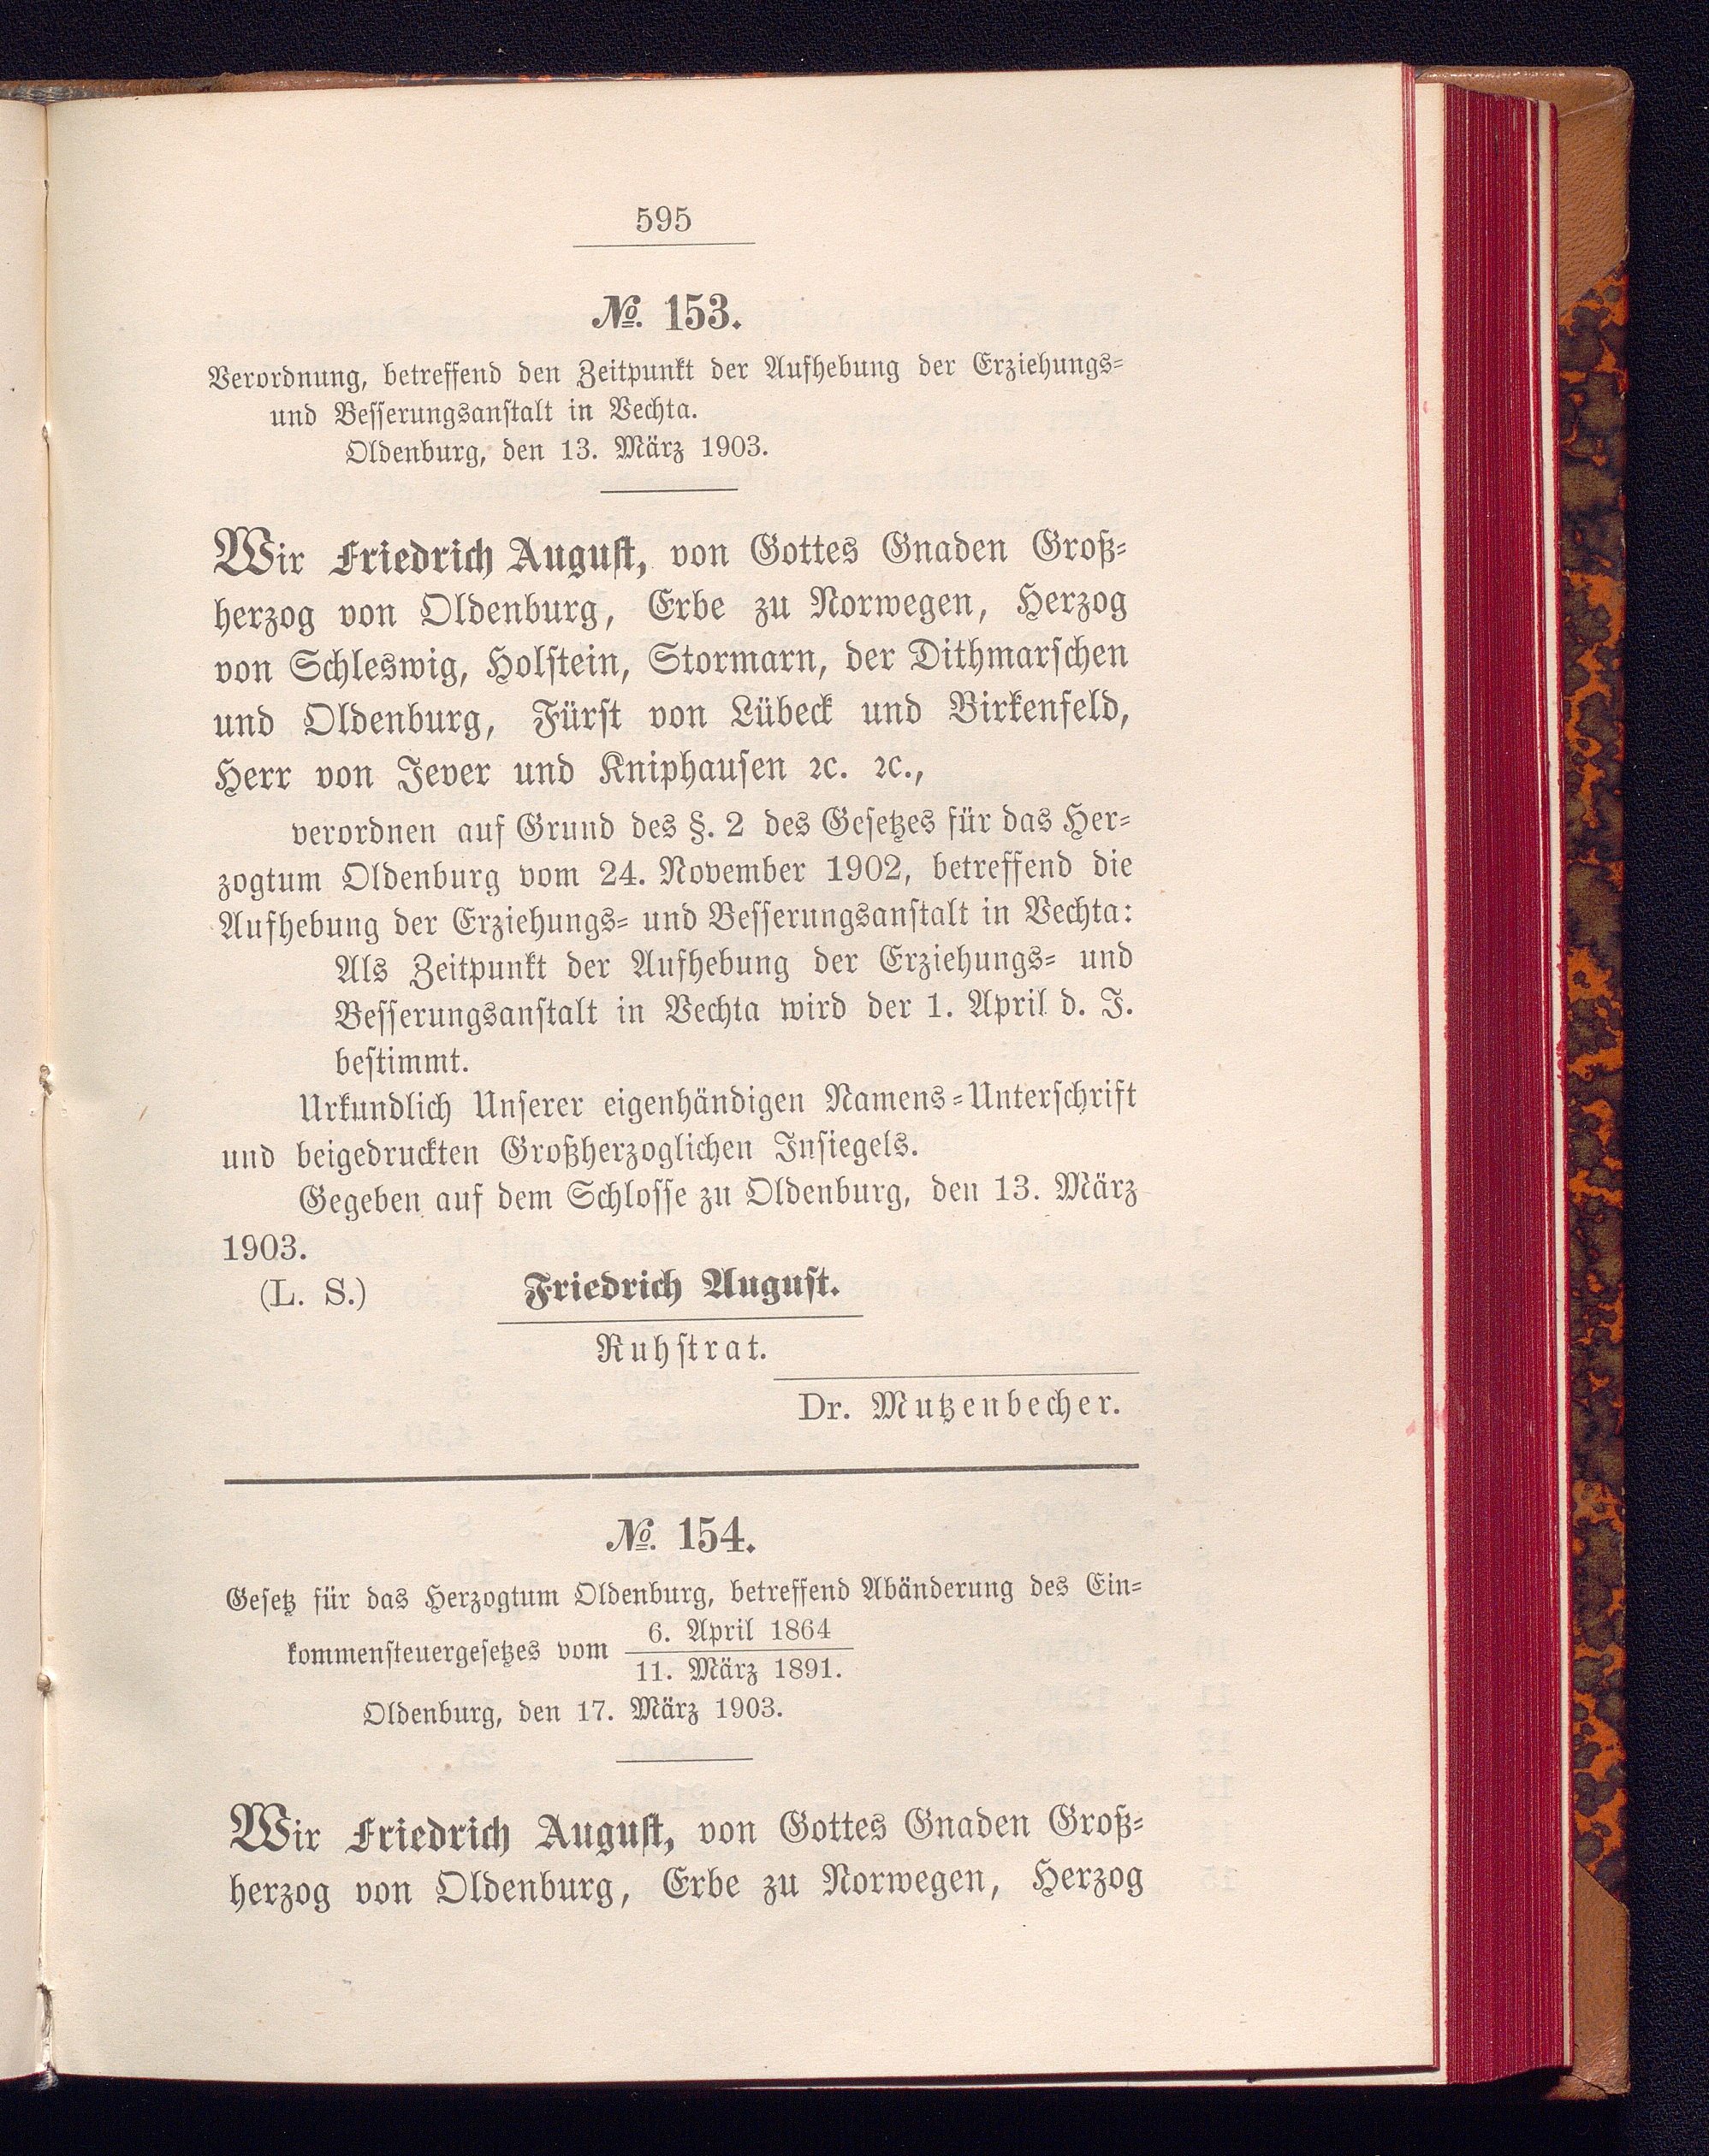 595
№. 153.
Verordnung, betreffend den Zeitpunkt der Aufhebung der Erziehungs-
und Besserungsanstalt in Vechta.
Oldenburg, den 13. März 1903.
Wir Friedrich August, von Gottes Gnaden Groß-
herzog von Oldenburg, Erbe zu Norwegen, Herzog
von Schleswig, Holstein, Stormarn, der Dithmarschen
und Oldenburg, Fürst von Lübeck und Birkenfeld,
Herr von Jever und Kniphausen ꝛc. ꝛc.,
verordnen auf Grund des §. 2 des Gesetzes für das Her-
zogtum Oldenburg vom 24. November 1902, betreffend die
Aufhebung der Erziehungs- und Besserungsanstalt in Vechta:
Als Zeitpunkt der Aufhebung der Erziehungs- und
Besserungsanstalt in Vechta wird der 1. April d. J.
bestimmt.
Urkundlich Unserer eigenhändigen Namens-Unterschrift
und beigedruckten Großherzoglichen Insiegels.
Gegeben auf dem Schlosse zu Oldenburg, den 13. März
1903.
(L. S.) Friedrich August.
Ruhstrat.
Dr. Mutzenbecher.
№. 154.
Gesetz für das Herzogtum Oldenburg, betreffend Abänderung des Ein-
kommensteuergesetzes vom 6. April 1864
11. März 1891.
Oldenburg, den 17. März 1903.
Wir Friedrich August, von Gottes Gnaden Groß-
herzog von Oldenburg, Erbe zu Norwegen, Herzog